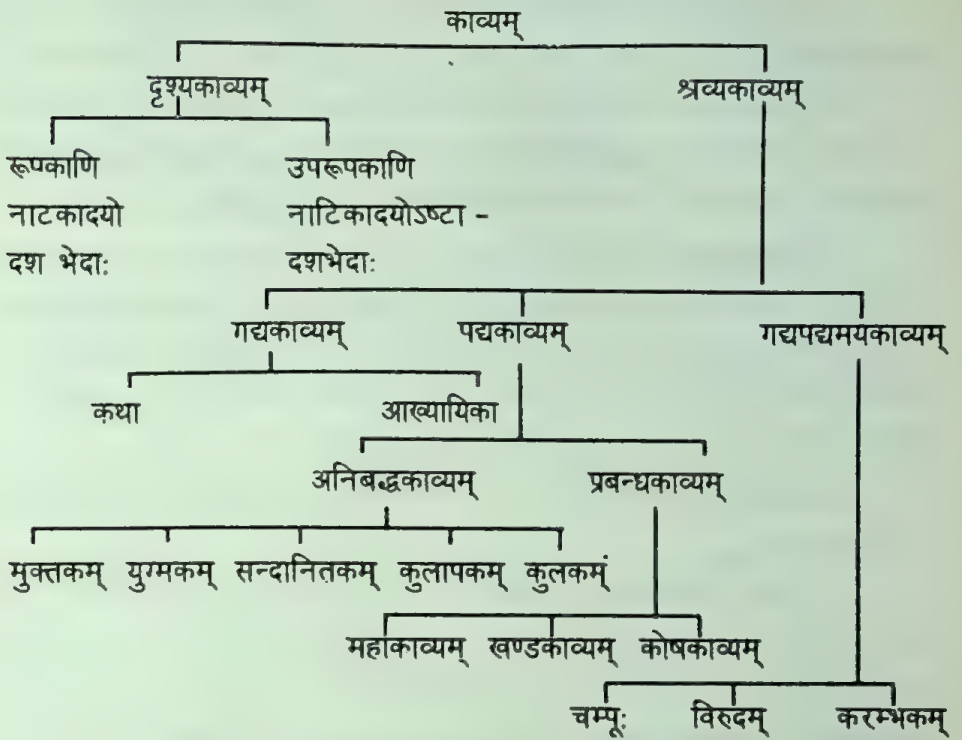 काव्यम्
दृश्यकाव्यम् श्रव्यकाव्यम्
रूपकाणि उपरूपकाणि
नाटकादयो नाटिकादयोऽष्टा -
दश भेदाः दशभेदाः
गद्यकाव्यम् पद्यकाव्यम् गद्यपद्यमयकाव्यम्
कथा आख्यायिका
अनिबद्धकाव्यम् प्रबन्धकाव्यम्
मुक्तकम् युग्मकम् सन्दानितकम् कुलापकम् कुलकम्ं
महाकाव्यम् खण्डकाव्यम् कोषकाव्यम्
चम्पूः विरुदम् करम्भकम्